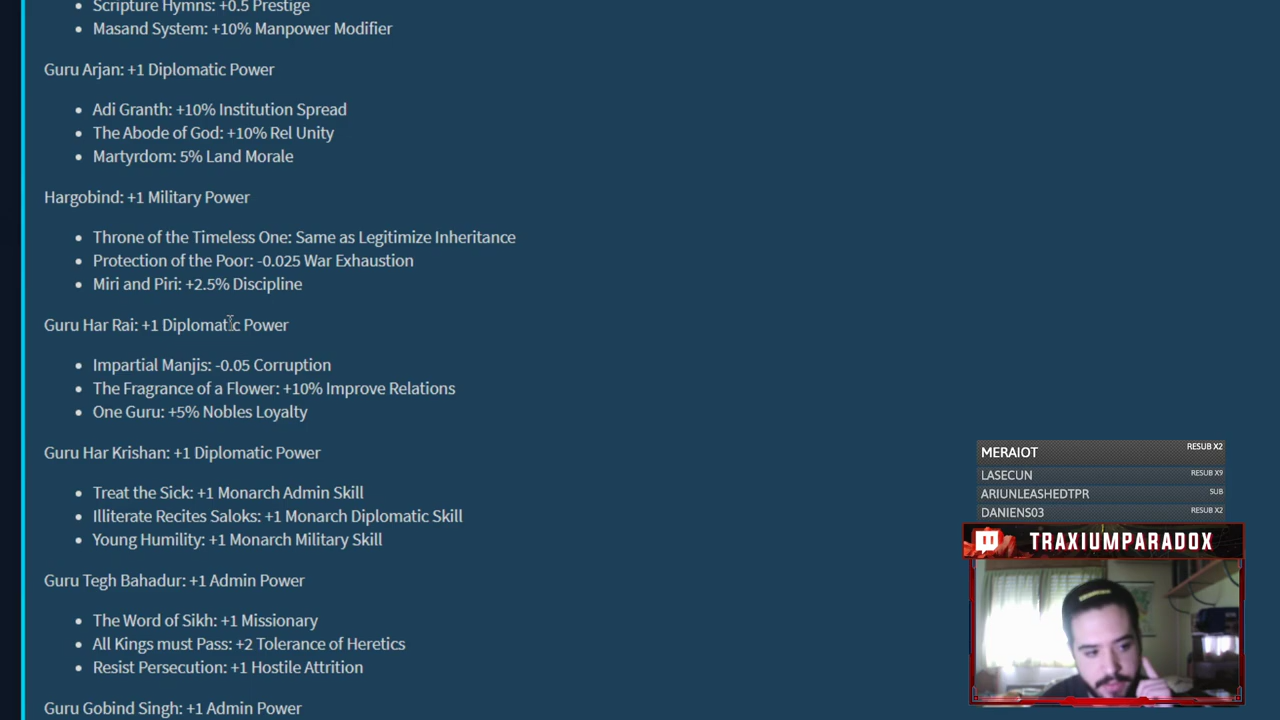 Scripture Hymns: +0.5 Prestige
Masand System: +10% Manpower Modifier
Guru Arjan: +1 Diplomatic Power
Adi Granth: +10% Institution Spread
The Abode of God: +10% Rel Unity
Martyrdom: 5% Land Morale
Hargobind: +1 Military Power
Throne of the Timeless One: Same as Legitimize Inheritance
Protection of the Poor: -0.025 War Exhaustion
Miri and Piri: +2.5% Discipline
Guru Har Rai: +1 Diplomatic Power
Impartial Manjis: -0.05 Corruption
The Fragrance of a Flower: +10% Improve Relations
One Guru: +5% Nobles Loyalty
Guru Har Krishan: +1 Diplomatic Power
Treat the Sick: +1 Monarch Admin Skill
Illiterate Recites Saloks: +1 Monarch Diplomatic Skill
Young Humility: +1 Monarch Military Skill
Guru Tegh Bahadur: +1 Admin Power
The Word of Sikh: +1 Missionary
All Kings must Pass: +2 Tolerance of Heretics
Resist Persecution: +1 Hostile Attrition
Guru Gobind Singh: +1 Admin Power
MERAIOT RESUB X2
LASECUN RESUB X9
ARIUNLEASHEDTPR SUB
DANIENS03 RESUB X2
TRAXIUMPARADOX